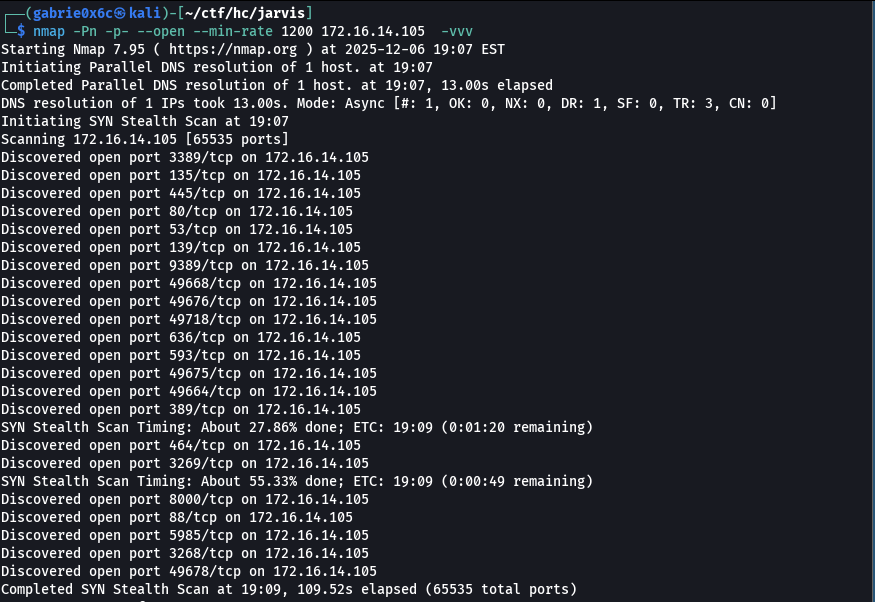 ┌──(gabrie0x6c㉿kali)-[~/ctf/hc/jarvis]
└─$ nmap -Pn -p- --open --min-rate 1200 172.16.14.105  -vvv
Starting Nmap 7.95 ( https://nmap.org ) at 2025-12-06 19:07 EST
Initiating Parallel DNS resolution of 1 host. at 19:07
Completed Parallel DNS resolution of 1 host. at 19:07, 13.00s elapsed
DNS resolution of 1 IPs took 13.00s. Mode: Async [#: 1, OK: 0, NX: 0, DR: 1, SF: 0, TR: 3, CN: 0]
Initiating SYN Stealth Scan at 19:07
Scanning 172.16.14.105 [65535 ports]
Discovered open port 3389/tcp on 172.16.14.105
Discovered open port 135/tcp on 172.16.14.105
Discovered open port 445/tcp on 172.16.14.105
Discovered open port 80/tcp on 172.16.14.105
Discovered open port 53/tcp on 172.16.14.105
Discovered open port 139/tcp on 172.16.14.105
Discovered open port 9389/tcp on 172.16.14.105
Discovered open port 49668/tcp on 172.16.14.105
Discovered open port 49676/tcp on 172.16.14.105
Discovered open port 49718/tcp on 172.16.14.105
Discovered open port 636/tcp on 172.16.14.105
Discovered open port 593/tcp on 172.16.14.105
Discovered open port 49675/tcp on 172.16.14.105
Discovered open port 49664/tcp on 172.16.14.105
Discovered open port 389/tcp on 172.16.14.105
SYN Stealth Scan Timing: About 27.86% done; ETC: 19:09 (0:01:20 remaining)
Discovered open port 464/tcp on 172.16.14.105
Discovered open port 3269/tcp on 172.16.14.105
SYN Stealth Scan Timing: About 55.33% done; ETC: 19:09 (0:00:49 remaining)
Discovered open port 8000/tcp on 172.16.14.105
Discovered open port 88/tcp on 172.16.14.105
Discovered open port 5985/tcp on 172.16.14.105
Discovered open port 3268/tcp on 172.16.14.105
Discovered open port 49678/tcp on 172.16.14.105
Completed SYN Stealth Scan at 19:09, 109.52s elapsed (65535 total ports)